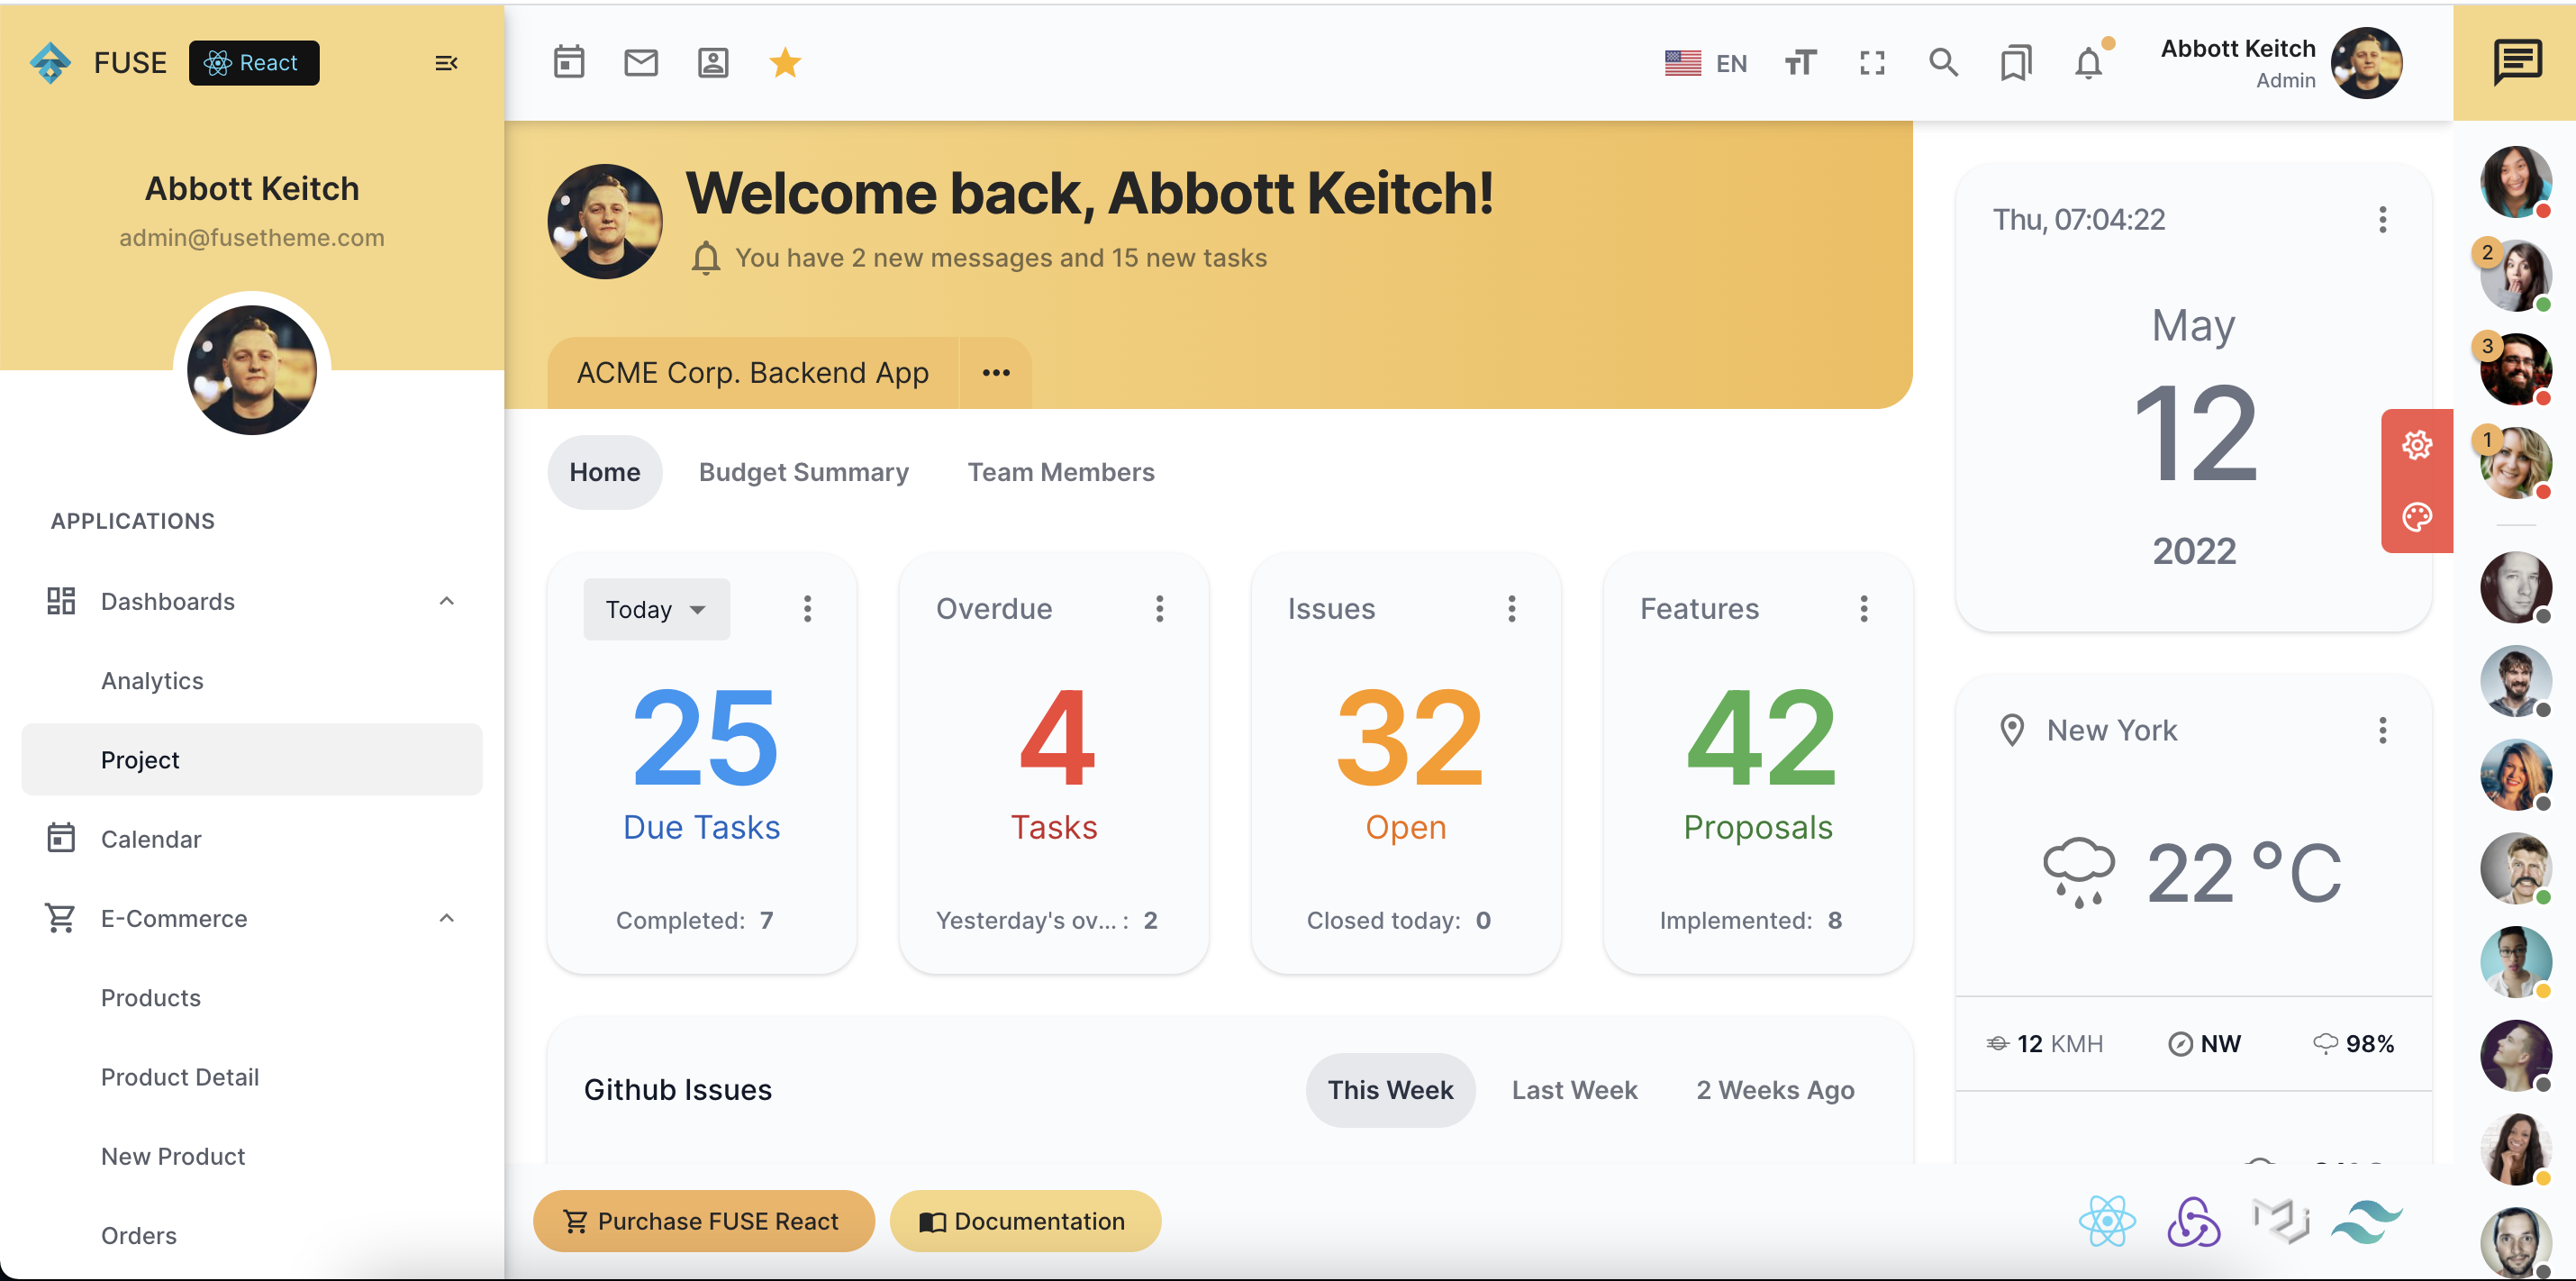 FUSE
React
Abbott Keitch
admin@fusetheme.com
APPLICATIONS
Dashboards
Analytics
Project
Calendar
E-Commerce
Products
Product Detail
New Product
Orders
EN
Abbott Keitch
Admin
Welcome back, Abbott Keitch!
You have 2 new messages and 15 new tasks
ACME Corp. Backend App
Home
Budget Summary
Team Members
Today
25
Due Tasks
Completed: 7
Overdue
4
Tasks
Yesterday's ov... : 2
Issues
32
Open
Closed today: 0
Features
42
Proposals
Implemented: 8
Github Issues
This Week
Last Week
2 Weeks Ago
Purchase FUSE React
Documentation
Thu, 07:04:22
May
12
2022
New York
22 °C
12 KMH
NW
98%
2
3
1